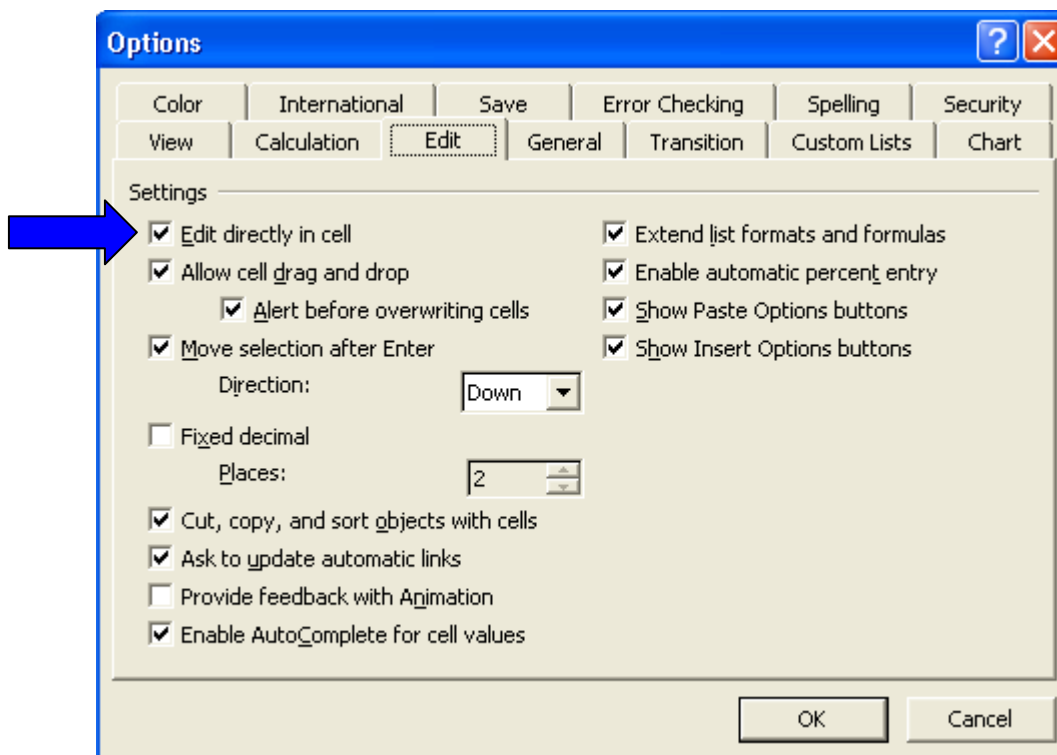 Options
Color International Save Error Checking Spelling Security
View Calculation Edit General Transition Custom Lists Chart
Settings
Edit directly in cell
Allow cell drag and drop
Alert before overwriting cells
Move selection after Enter
Direction: Down
Fixed decimal
Places: 2
Cut, copy, and sort objects with cells
Ask to update automatic links
Provide feedback with Animation
Enable AutoComplete for cell values
Extend list formats and formulas
Enable automatic percent entry
Show Paste Options buttons
Show Insert Options buttons
OK Cancel